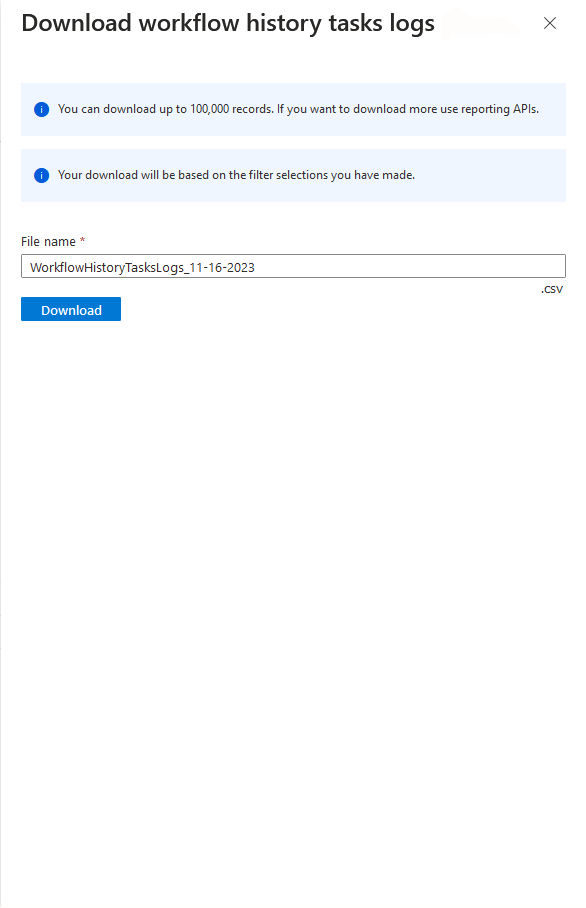 Download workflow history tasks logs
You can download up to 100,000 records. If you want to download more use reporting APIs.
Your download will be based on the filter selections you have made.
File name *
WorkflowHistoryTasksLogs_11-16-2023
.csv
Download